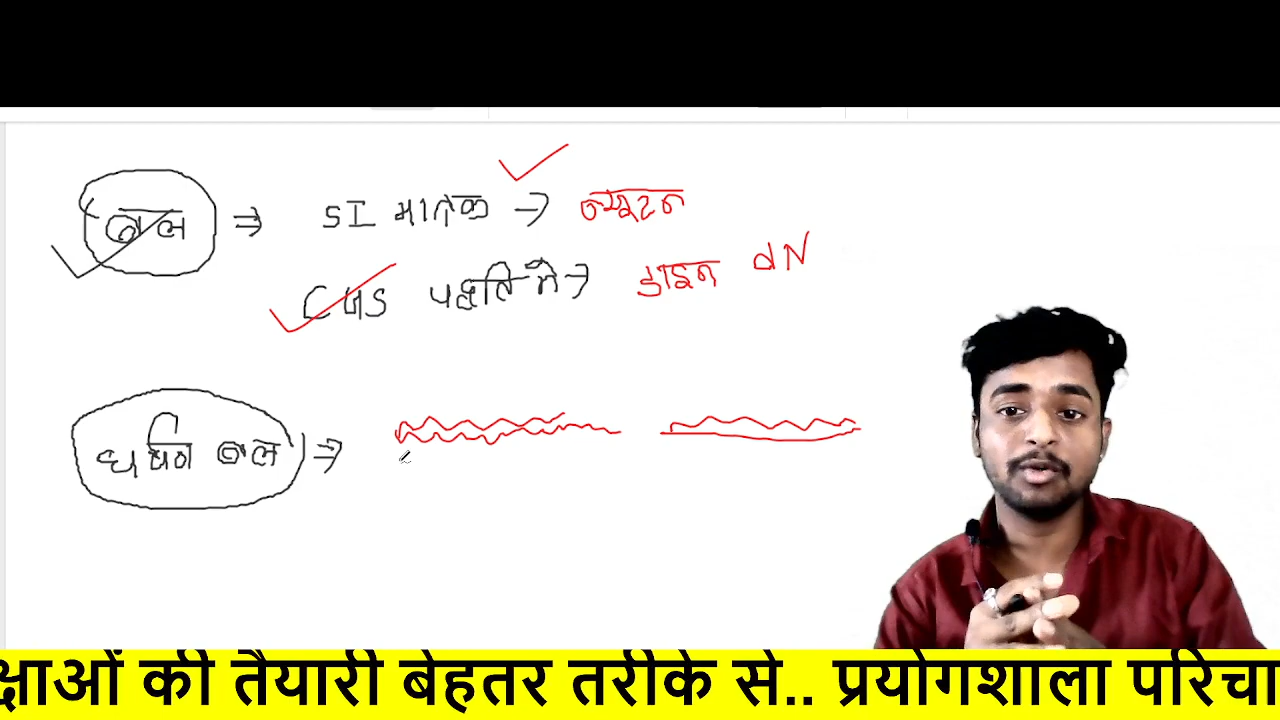 बल ⇒ SI मात्रक → न्यूटन
CGS पद्धति में → डाइन dN
घर्षण बल ⇒
क्षाओं की तैयारी बेहतर तरीके से.. प्रयोगशाला परिचा